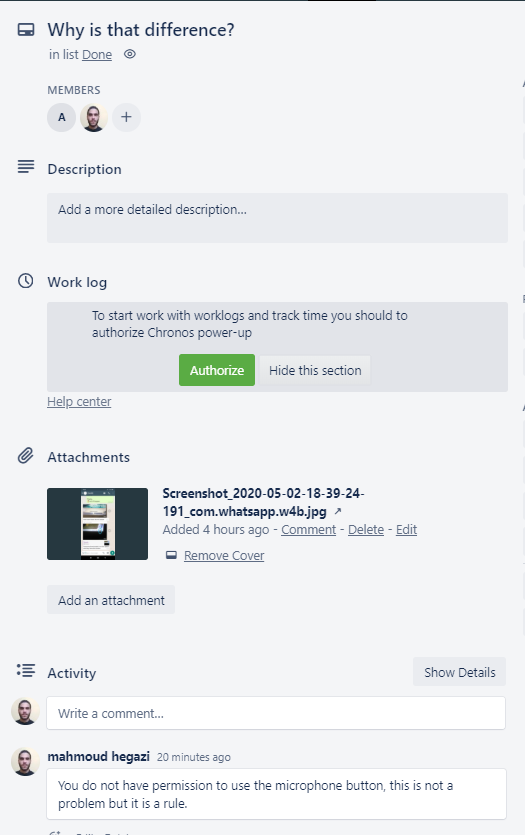 Why is that difference?
in list Done
MEMBERS
A
+
Description
Add a more detailed description...
Work log
To start work with worklogs and track time you should to
authorize Chronos power-up
Authorize
Hide this section
Help center
Attachments
Screenshot_2020-05-02-18-39-24-
191_com.whatsapp.w4b.jpg ↗
Added 4 hours ago - Comment - Delete - Edit
Remove Cover
Add an attachment
Activity
Show Details
Write a comment...
mahmoud hegazi 20 minutes ago
You do not have permission to use the microphone button, this is not a
problem but it is a rule.